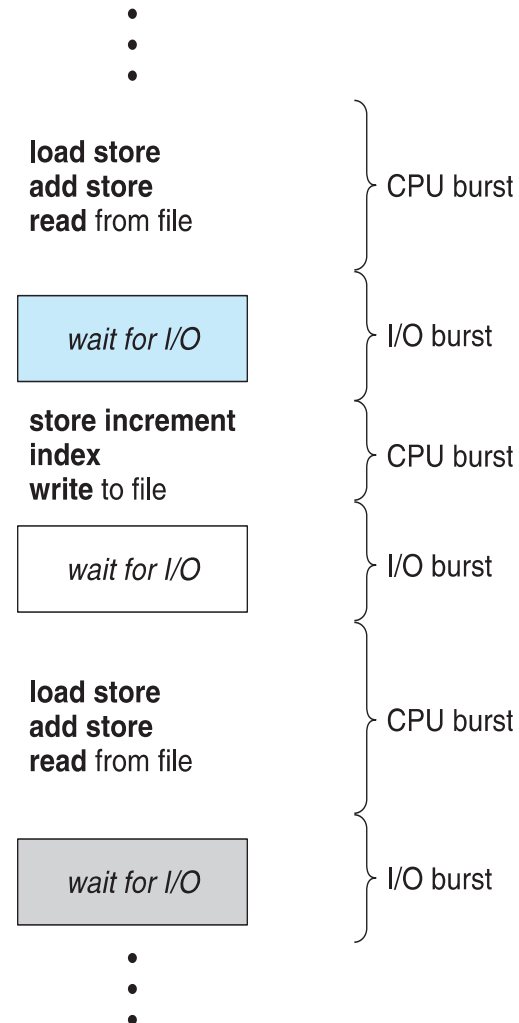 load store
add store
read from file
CPU burst
wait for I/O
I/O burst
store increment
index
write to file
CPU burst
wait for I/O
I/O burst
load store
add store
read from file
CPU burst
wait for I/O
I/O burst